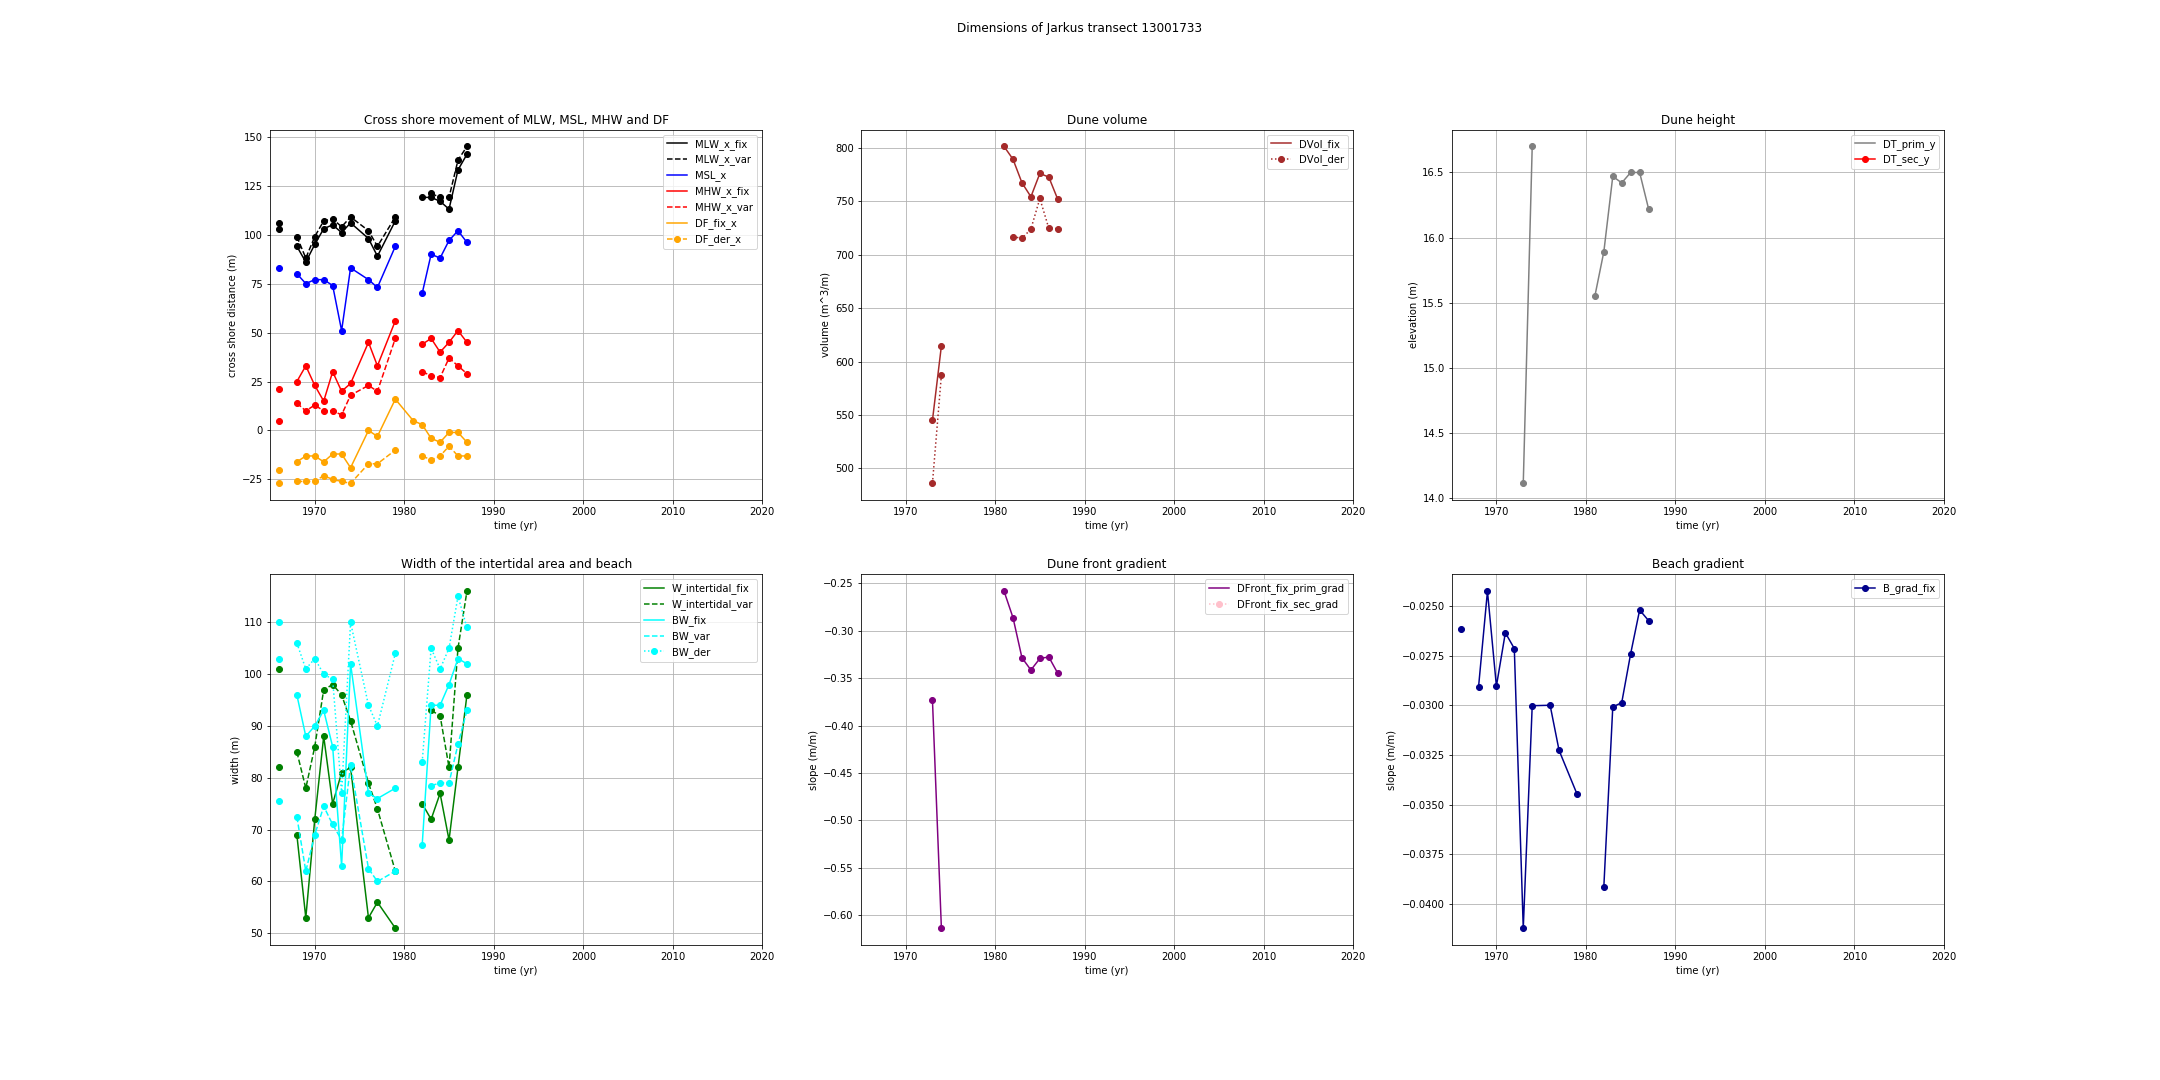 Dimensions of Jarkus transect 13001733
Cross shore movement of MLW, MSL, MHW and DF
150
125
100
75
50
25
0
−25
cross shore distance (m)
MLW_x_fix
MLW_x_var
MSL_x
MHW_x_fix
MHW_x_var
DF_fix_x
DF_der_x
1970 1980 1990 2000 2010 2020
time (yr)
Dune volume
800
750
700
650
600
550
500
volume (m^3/m)
DVol_fix
DVol_der
1970 1980 1990 2000 2010 2020
time (yr)
Dune height
16.5
16.0
15.5
15.0
14.5
14.0
elevation (m)
DT_prim_y
DT_sec_y
1970 1980 1990 2000 2010 2020
time (yr)
Width of the intertidal area and beach
110
100
90
80
70
60
50
width (m)
W_intertidal_fix
W_intertidal_var
BW_fix
BW_var
BW_der
1970 1980 1990 2000 2010 2020
time (yr)
Dune front gradient
−0.25
−0.30
−0.35
−0.40
−0.45
−0.50
−0.55
−0.60
slope (m/m)
DFront_fix_prim_grad
DFront_fix_sec_grad
1970 1980 1990 2000 2010 2020
time (yr)
Beach gradient
−0.0250
−0.0275
−0.0300
−0.0325
−0.0350
−0.0375
−0.0400
slope (m/m)
B_grad_fix
1970 1980 1990 2000 2010 2020
time (yr)